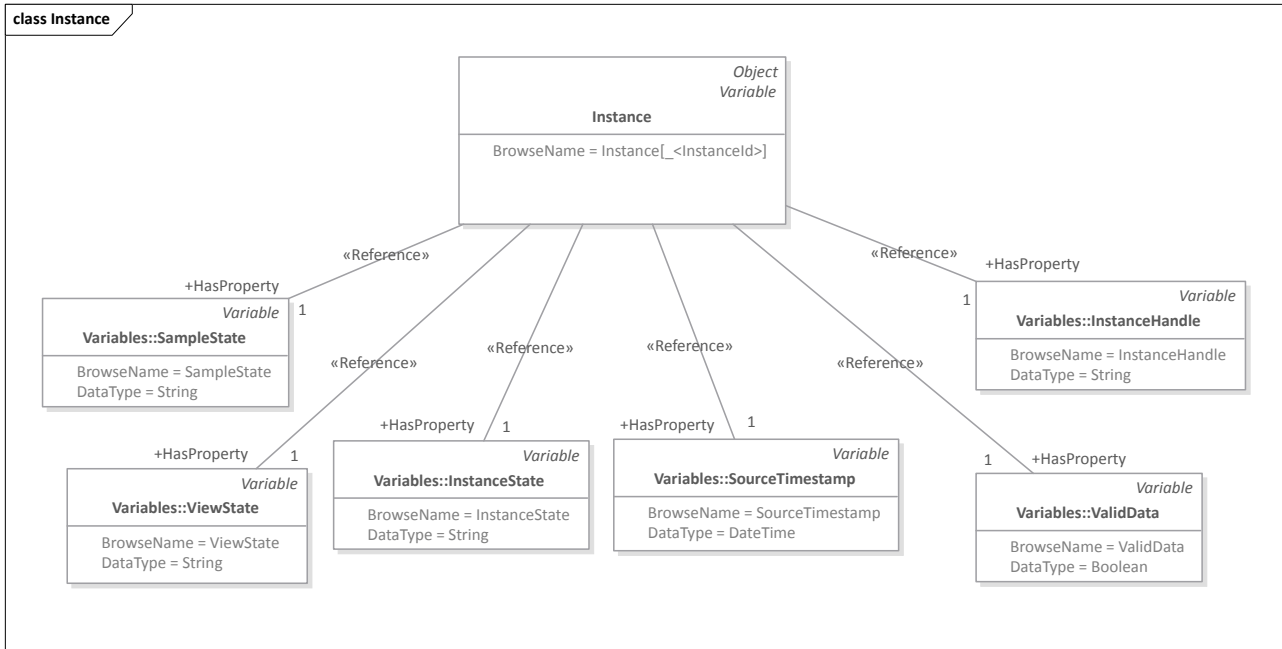 class Instance
Object
Variable
Instance
BrowseName = Instance[_<InstanceId>]
«Reference»
+HasProperty
1
Variable
Variables::SampleState
BrowseName = SampleState
DataType = String
«Reference»
+HasProperty
1
Variable
Variables::ViewState
BrowseName = ViewState
DataType = String
«Reference»
+HasProperty
1
Variable
Variables::InstanceState
BrowseName = InstanceState
DataType = String
«Reference»
+HasProperty
1
Variable
Variables::SourceTimestamp
BrowseName = SourceTimestamp
DataType = DateTime
«Reference»
+HasProperty
1
Variable
Variables::ValidData
BrowseName = ValidData
DataType = Boolean
«Reference»
+HasProperty
1
Variable
Variables::InstanceHandle
BrowseName = InstanceHandle
DataType = String